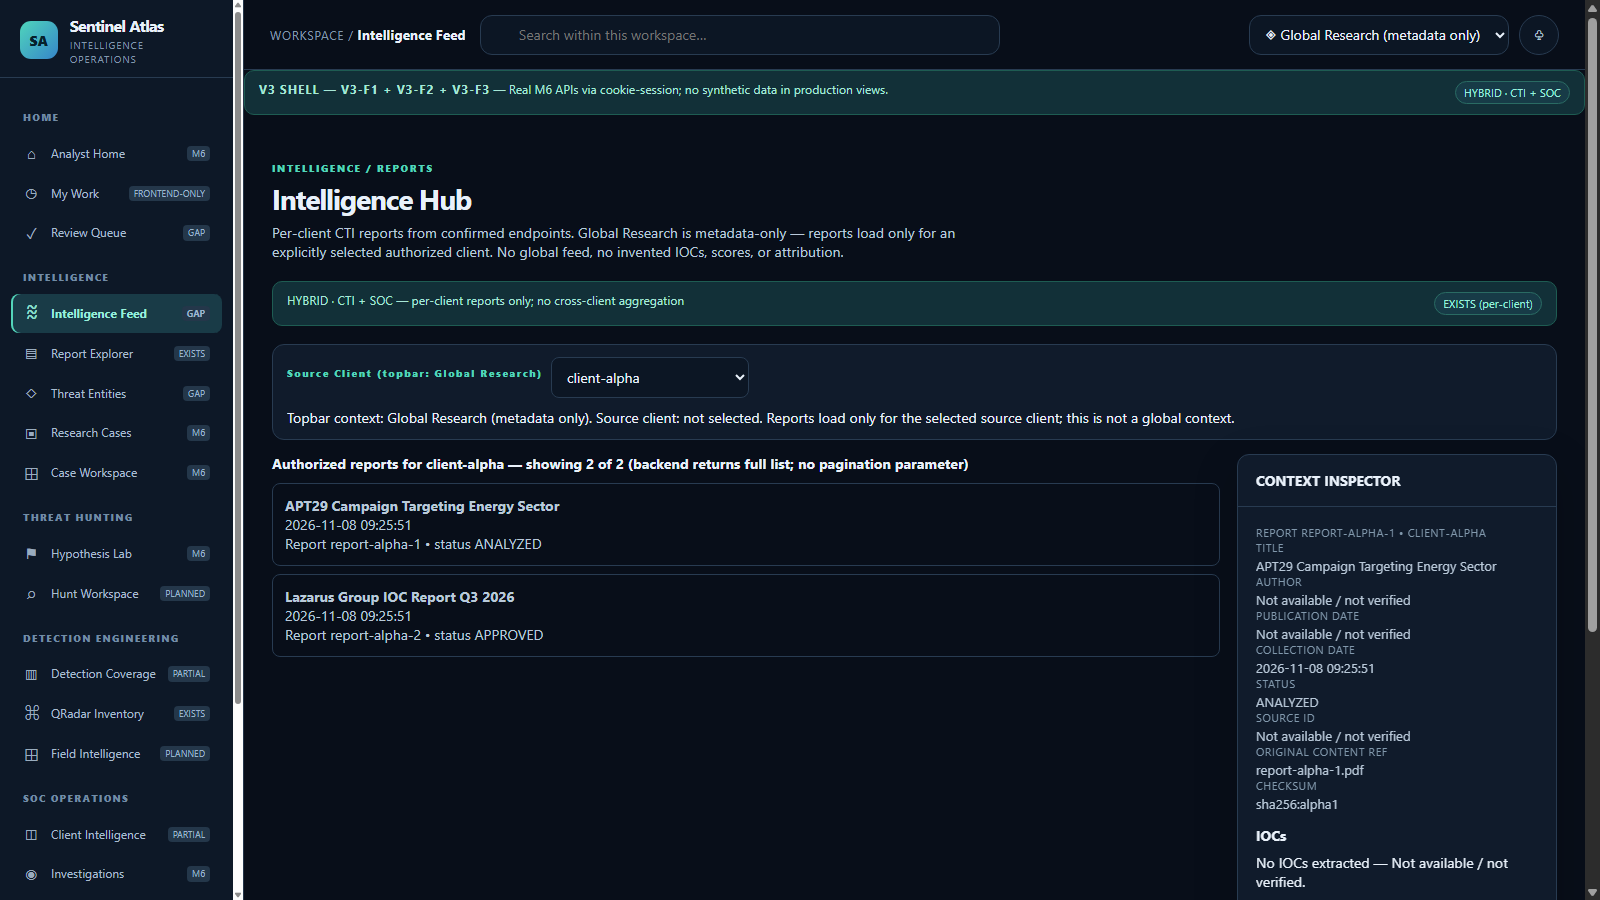 SA
Sentinel Atlas
INTELLIGENCE
OPERATIONS
HOME
Analyst Home M6
My Work FRONTEND-ONLY
Review Queue GAP
INTELLIGENCE
Intelligence Feed GAP
Report Explorer EXISTS
Threat Entities GAP
Research Cases M6
Case Workspace M6
THREAT HUNTING
Hypothesis Lab M6
Hunt Workspace PLANNED
DETECTION ENGINEERING
Detection Coverage PARTIAL
QRadar Inventory EXISTS
Field Intelligence PLANNED
SOC OPERATIONS
Client Intelligence PARTIAL
Investigations M6
WORKSPACE / Intelligence Feed
Search within this workspace...
◈ Global Research (metadata only)
V3 SHELL — V3-F1 + V3-F2 + V3-F3 — Real M6 APIs via cookie-session; no synthetic data in production views.
HYBRID · CTI + SOC
INTELLIGENCE / REPORTS
Intelligence Hub
Per-client CTI reports from confirmed endpoints. Global Research is metadata-only — reports load only for an
explicitly selected authorized client. No global feed, no invented IOCs, scores, or attribution.
HYBRID · CTI + SOC — per-client reports only; no cross-client aggregation
EXISTS (per-client)
Source Client (topbar: Global Research)
client-alpha
Topbar context: Global Research (metadata only). Source client: not selected. Reports load only for the selected source client; this is not a global context.
Authorized reports for client-alpha — showing 2 of 2 (backend returns full list; no pagination parameter)
APT29 Campaign Targeting Energy Sector
2026-11-08 09:25:51
Report report-alpha-1 • status ANALYZED
Lazarus Group IOC Report Q3 2026
2026-11-08 09:25:51
Report report-alpha-2 • status APPROVED
CONTEXT INSPECTOR
REPORT REPORT-ALPHA-1 • CLIENT-ALPHA
TITLE
APT29 Campaign Targeting Energy Sector
AUTHOR
Not available / not verified
PUBLICATION DATE
Not available / not verified
COLLECTION DATE
2026-11-08 09:25:51
STATUS
ANALYZED
SOURCE ID
Not available / not verified
ORIGINAL CONTENT REF
report-alpha-1.pdf
CHECKSUM
sha256:alpha1
IOCs
No IOCs extracted — Not available / not
verified.